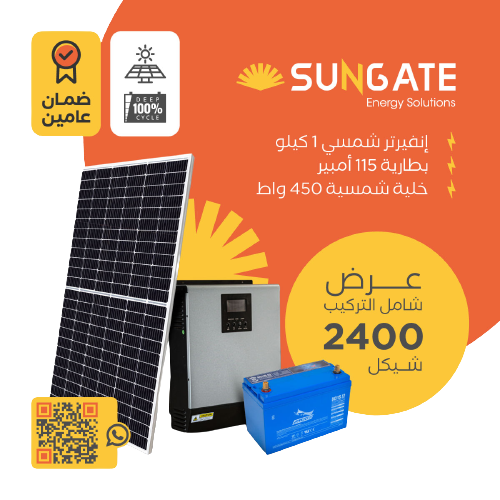 ضمان
عامين
DEEP
100%
CYCLE
SUNGATE
Energy Solutions
إنفيرتر شمسي 1 كيلو
بطارية 115 أمبير
خلية شمسية 450 واط
عرض
شامل التركيب
2400
شيكل